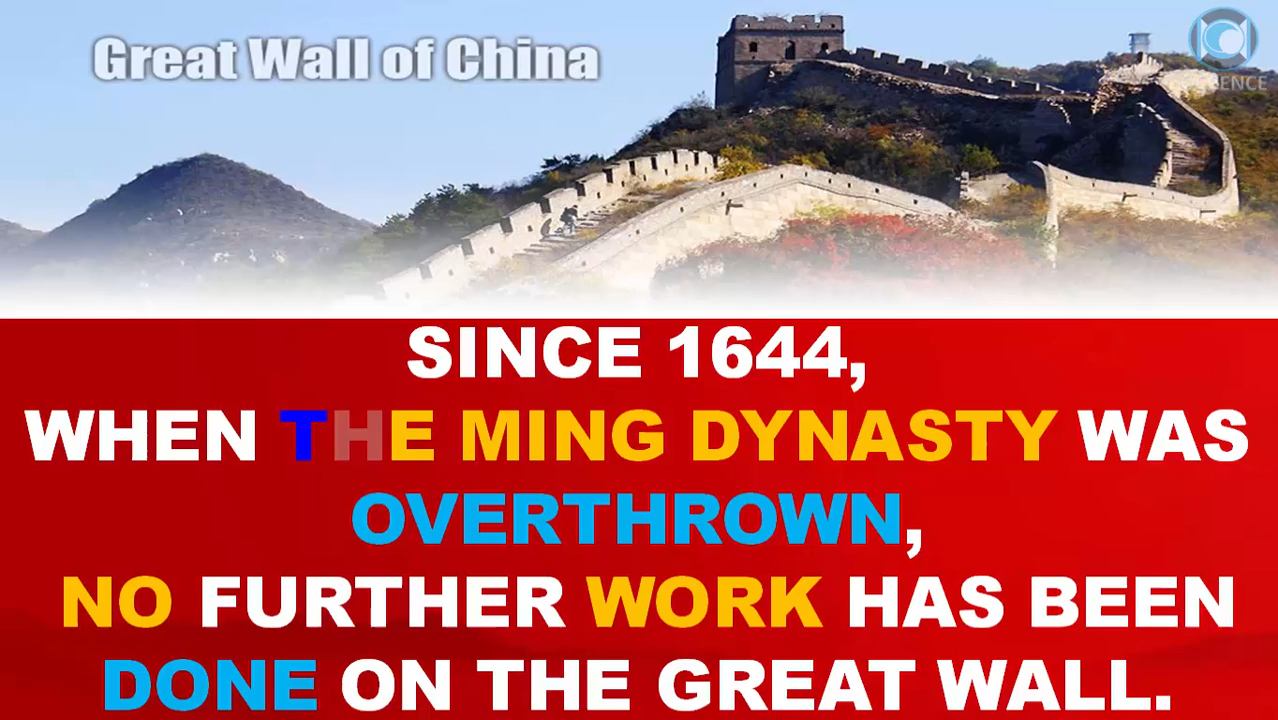 Great Wall of China
SINCE 1644,
WHEN THE MING DYNASTY WAS
OVERTHROWN,
NO FURTHER WORK HAS BEEN
DONE ON THE GREAT WALL.